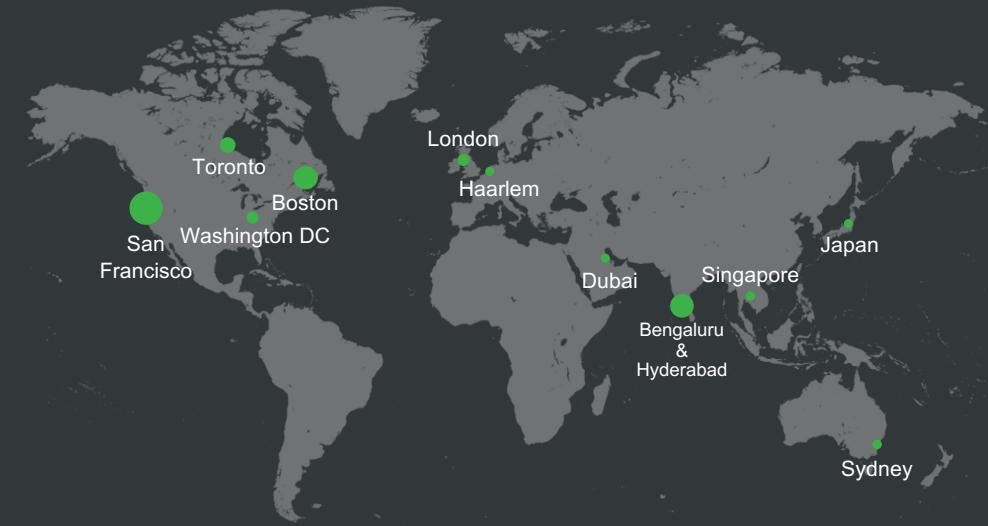 London
Toronto
Haarlem
Boston
Washington DC
San
Francisco
Japan
Singapore
Dubai
Bengaluru
&
Hyderabad
Sydney